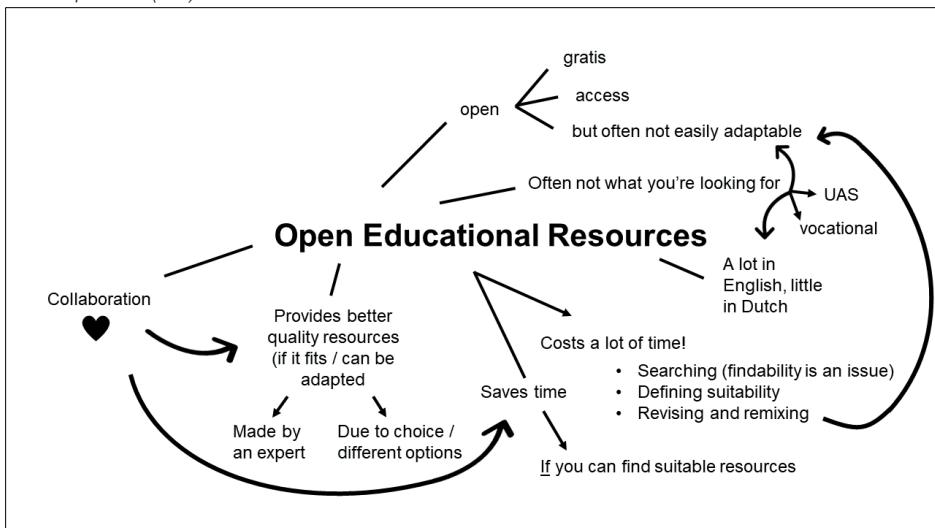 gratis
open
access
but often not easily adaptable
Often not what you're looking for
UAS
vocational
Open Educational Resources
A lot in
English, little
in Dutch
Collaboration
Provides better
quality resources
(if it fits / can be
adapted
Made by
an expert
Due to choice /
different options
Saves time
If you can find suitable resources
Costs a lot of time!
• Searching (findability is an issue)
• Defining suitability
• Revising and remixing